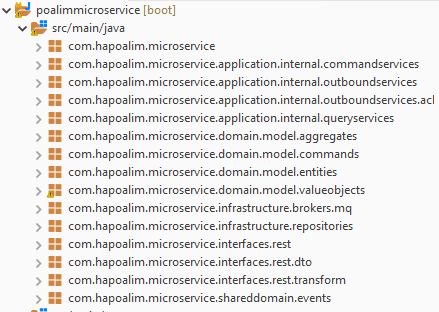 poalimmicroservice [boot]
src/main/java
com.hapoalim.microservice
com.hapoalim.microservice.application.internal.commandservices
com.hapoalim.microservice.application.internal.outboundservices
com.hapoalim.microservice.application.internal.outboundservices.acl
com.hapoalim.microservice.application.internal.queryservices
com.hapoalim.microservice.domain.model.aggregates
com.hapoalim.microservice.domain.model.commands
com.hapoalim.microservice.domain.model.entities
com.hapoalim.microservice.domain.model.valueobjects
com.hapoalim.microservice.infrastructure.brokers.mq
com.hapoalim.microservice.infrastructure.repositories
com.hapoalim.microservice.interfaces.rest
com.hapoalim.microservice.interfaces.rest.dto
com.hapoalim.microservice.interfaces.rest.transform
com.hapoalim.microservice.shareddomain.events